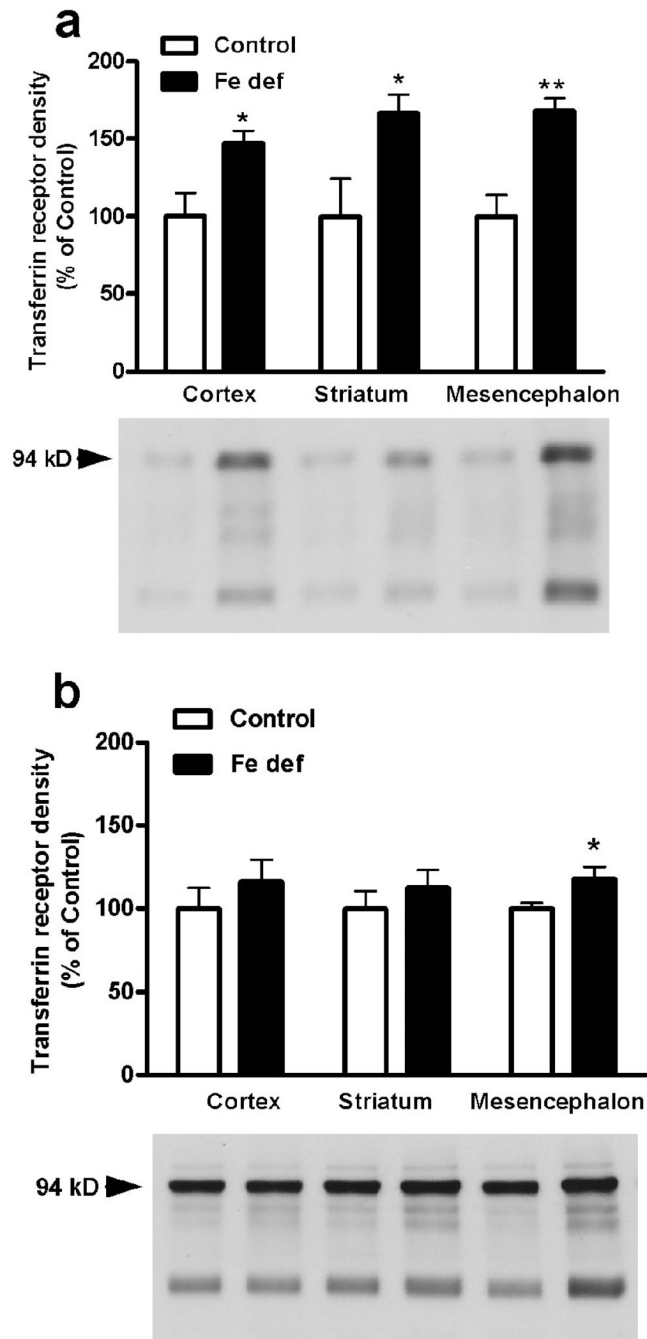 a
Control
Fe def
Transferrin receptor density
(% of Control)
200
150
100
50
0
*
*
**
Cortex Striatum Mesencephalon
94 kD
b
Control
Fe def
Transferrin receptor density
(% of Control)
200
150
100
50
0
*
Cortex Striatum Mesencephalon
94 kD